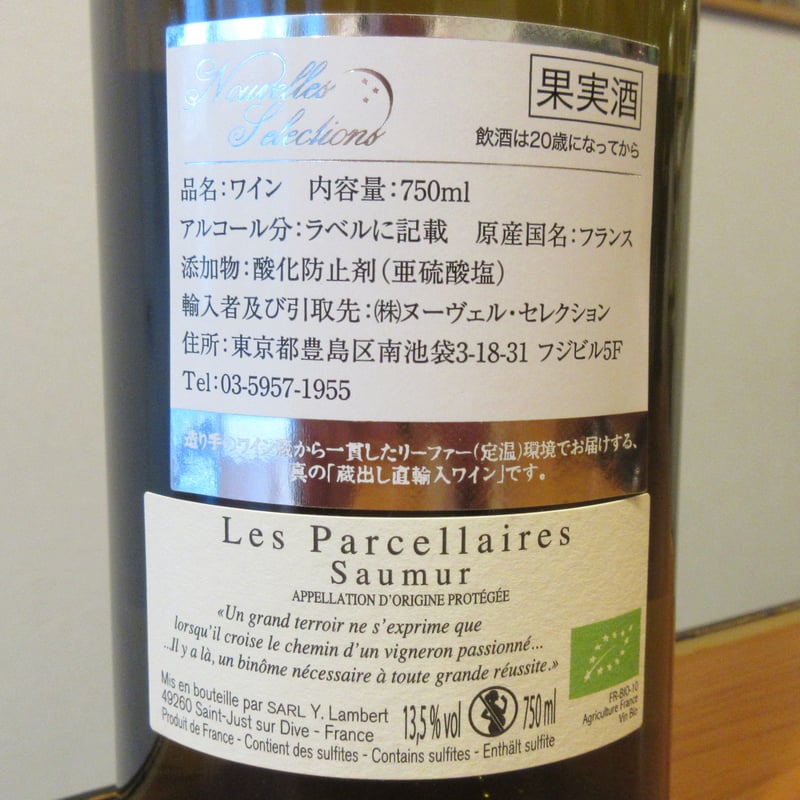 Nouvelles
Selections
果実酒
飲酒は20歳になってから
品名:ワイン 内容量:750ml
アルコール分:ラベルに記載 原産国名:フランス
添加物:酸化防止剤(亜硫酸塩)
輸入者及び引取先:㈱ヌーヴェル・セレクション
住所:東京都豊島区南池袋3-18-31 フジビル5F
Tel:03-5957-1955
造り手のワイン蔵から一貫したリーファー(定温)環境でお届けする、
真の「蔵出し直輸入ワイン」です。
Les Parcellaires
Saumur
APPELLATION D'ORIGINE PROTÉGÉE
«Un grand terroir ne s'exprime que
lorsqu'il croise le chemin d'un vigneron passionné...
..Il y a là, un binôme nécessaire à toute grande réussite.»
Mis en bouteille par SARL Y. Lambert
49260 Saint-Just sur Dive - France
13,5 % vol 750 ml
Produit de France - Contient des sulfites - Contains sulfites - Enthält sulfite
FR-BIO-10
Agriculture France
Vin Bio